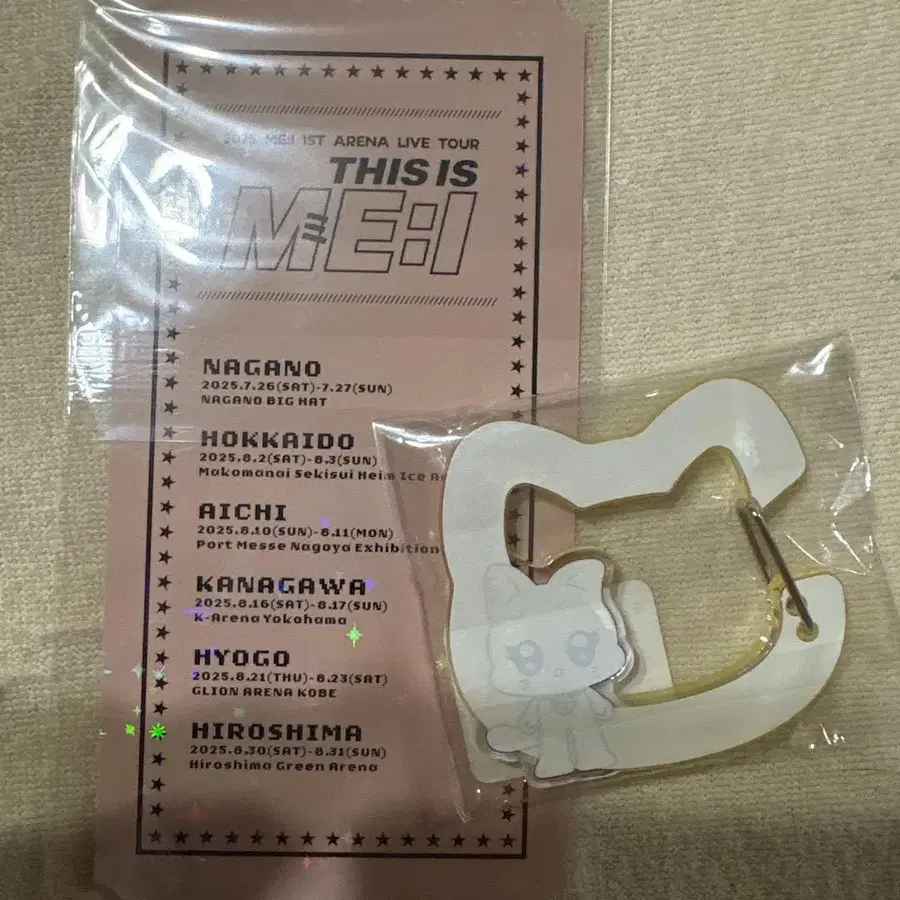 2025 ME:I 1ST ARENA LIVE TOUR
THIS IS
ME:I
NAGANO
2025.7.26(SAT)-7.27(SUN)
NAGANO BIG HAT
HOKKAIDO
2025.8.2(SAT)-8.3(SUN)
Makomanai Sekisui Heim Ice
AICHI
2025.8.10(SUN)-8.11(MON)
Port Messe Nagoya Exhibition
KANAGAWA
2025.8.16(SAT)-8.17(SUN)
K-Arena Yokohama
HYOGO
2025.8.21(THU)-8.23(SAT)
GLION ARENA KOBE
HIROSHIMA
2025.8.30(SAT)-8.31(SUN)
Hiroshima Green Arena